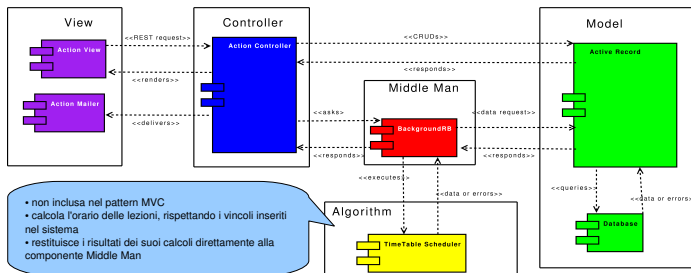 View
Controller
Model
<<REST request>>
Action View
Action Controller
<<CRUDs>>
Active Record
<<renders>>
<<responds>>
Action Mailer
Middle Man
<<delivers>>
<<asks>>
BackgroundRB
<<data request>>
<<responds>>
<<responds>>
<<executes>>
<<data or errors>>
<<queries>>
<<data or errors>>
• non inclusa nel pattern MVC
• calcola l'orario delle lezioni, rispettando i vincoli inseriti
nel sistema
• restituisce i risultati dei suoi calcoli direttamente alla
componente Middle Man
Algorithm
TimeTable Scheduler
Database